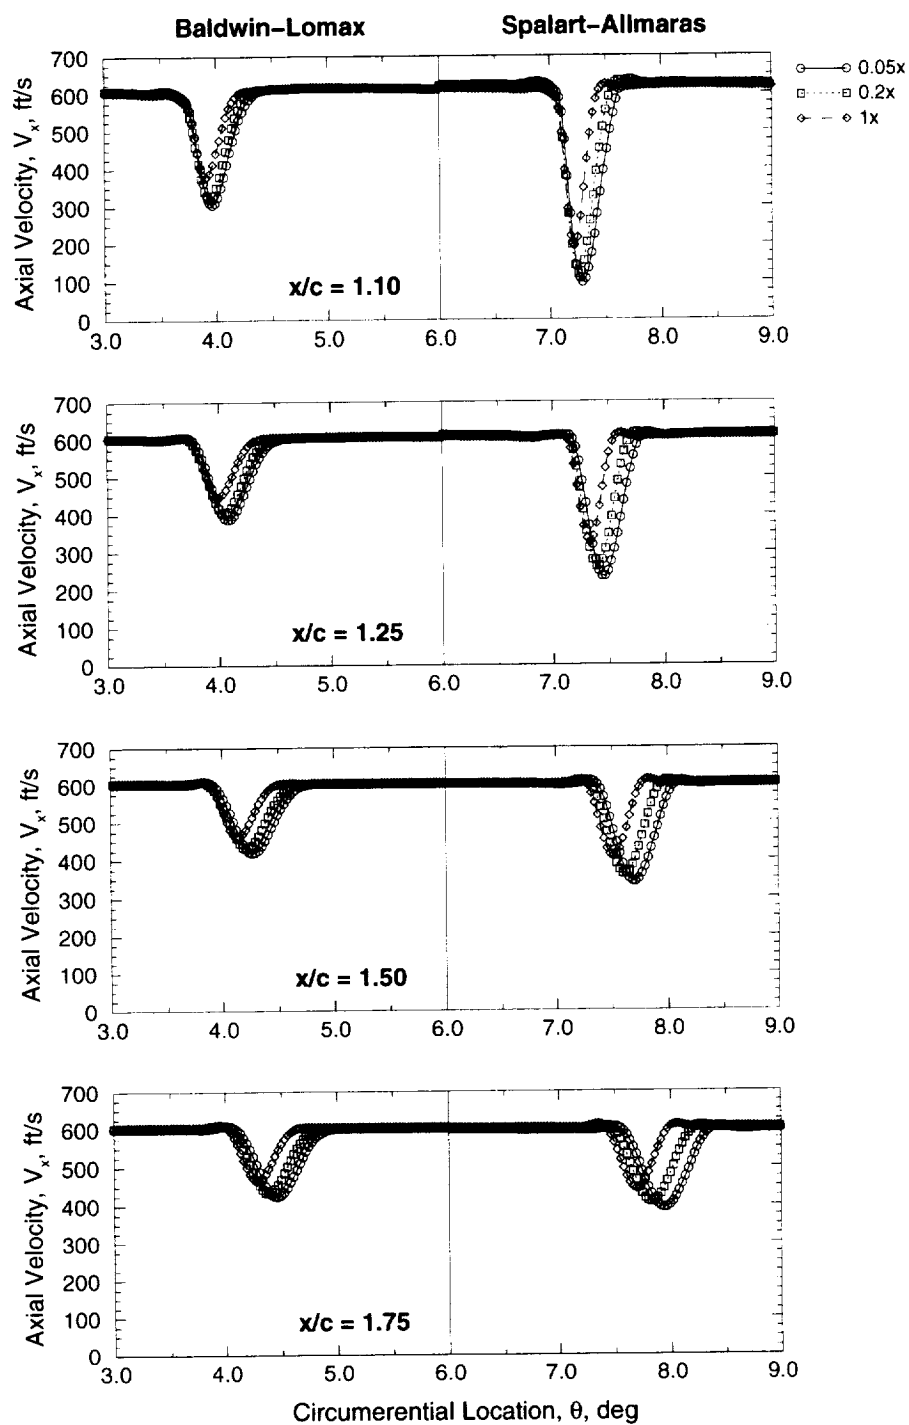 Baldwin–Lomax
Spalart–Allmaras
700
600
500
400
300
200
100
0
Axial Velocity, Vx, ft/s
x/c = 1.10
3.0 4.0 5.0 6.0 7.0 8.0 9.0
0.05x
0.2x
1x
700
600
500
400
300
200
100
0
Axial Velocity, Vx, ft/s
x/c = 1.25
3.0 4.0 5.0 6.0 7.0 8.0 9.0
700
600
500
400
300
200
100
0
Axial Velocity, Vx, ft/s
x/c = 1.50
3.0 4.0 5.0 6.0 7.0 8.0 9.0
700
600
500
400
300
200
100
0
Axial Velocity, Vx, ft/s
x/c = 1.75
3.0 4.0 5.0 6.0 7.0 8.0 9.0
Circumerential Location, θ, deg